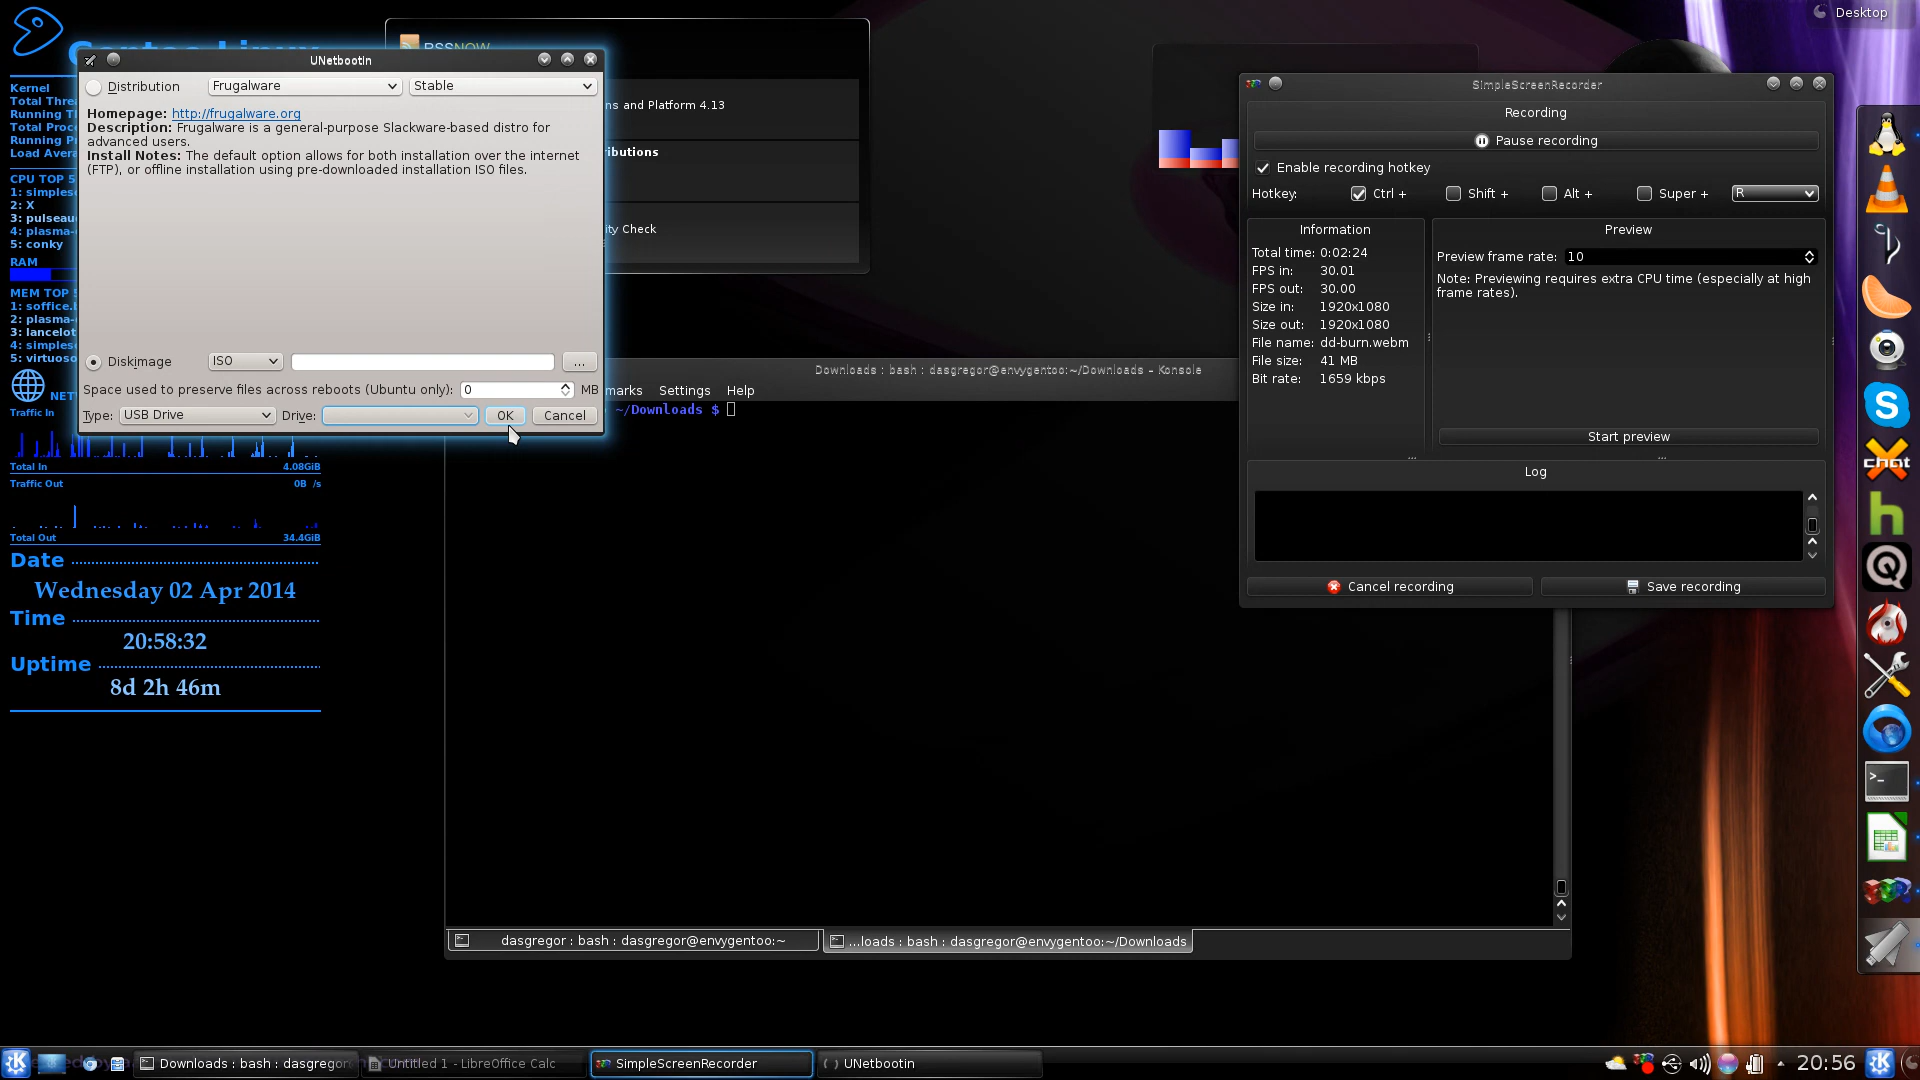 Gentoo Linux
Kernel
Total Thre
Running Ti
Total Proce
Running Pr
Load Avera
CPU TOP 5
1: simplesc
2: X
3: pulseau
4: plasma-d
5: conky
RAM
MEM TOP 5
1: soffice.b
2: plasma-d
3: lancelot
4: simplesc
5: virtuoso
NET
Traffic In
Total In 4.08GiB
Traffic Out 0B /s
Total Out 34.4GiB
Date
Wednesday 02 Apr 2014
Time
20:58:32
Uptime
8d 2h 46m
UNetbootin
Distribution Frugalware Stable
Homepage: http://frugalware.org
Description: Frugalware is a general-purpose Slackware-based distro for
advanced users.
Install Notes: The default option allows for both installation over the internet
(FTP), or offline installation using pre-downloaded installation ISO files.
Diskimage ISO ...
Space used to preserve files across reboots (Ubuntu only): 0 MB
Type: USB Drive Drive: OK Cancel
RSSNOW
ns and Platform 4.13
ributions
ity Check
Downloads : bash : dasgregor@envygentoo:~/Downloads – Konsole
marks Settings Help
~/Downloads $
dasgregor : bash : dasgregor@envygentoo:~
...loads : bash : dasgregor@envygentoo:~/Downloads
SimpleScreenRecorder
Recording
Pause recording
Enable recording hotkey
Hotkey: Ctrl + Shift + Alt + Super + R
Information
Total time: 0:02:24
FPS in: 30.01
FPS out: 30.00
Size in: 1920x1080
Size out: 1920x1080
File name: dd-burn.webm
File size: 41 MB
Bit rate: 1659 kbps
Preview
Preview frame rate: 10
Note: Previewing requires extra CPU time (especially at high
frame rates).
Start preview
Log
Cancel recording
Save recording
Desktop
chat
Downloads : bash : dasgregor
Untitled 1 - LibreOffice Calc
SimpleScreenRecorder
UNetbootin
20:56